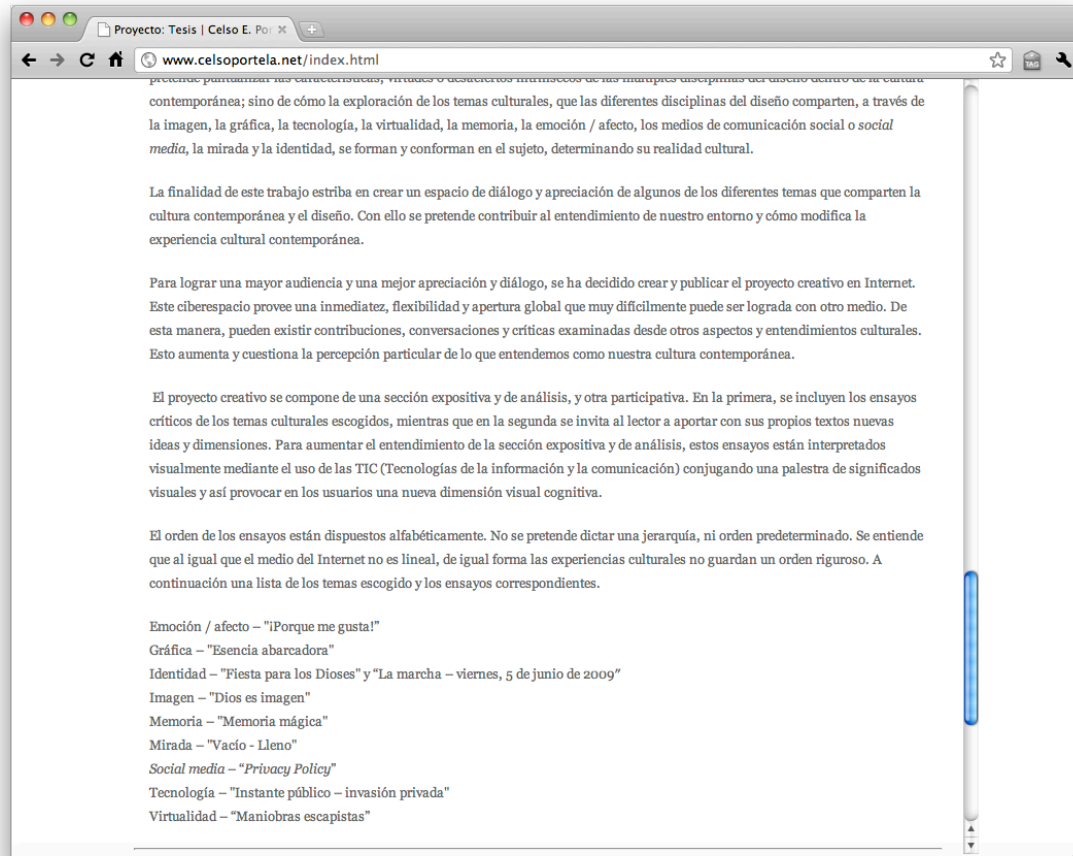 Proyecto: Tesis | Celso E. Por
www.celsoportela.net/index.html
TAG
pretende puntualizar las características, virtudes o desaciertos intrínsecos de las múltiples disciplinas del diseño dentro de la cultura
contemporánea; sino de cómo la exploración de los temas culturales, que las diferentes disciplinas del diseño comparten, a través de
la imagen, la gráfica, la tecnología, la virtualidad, la memoria, la emoción / afecto, los medios de comunicación social o social
media, la mirada y la identidad, se forman y conforman en el sujeto, determinando su realidad cultural.
La finalidad de este trabajo estriba en crear un espacio de diálogo y apreciación de algunos de los diferentes temas que comparten la
cultura contemporánea y el diseño. Con ello se pretende contribuir al entendimiento de nuestro entorno y cómo modifica la
experiencia cultural contemporánea.
Para lograr una mayor audiencia y una mejor apreciación y diálogo, se ha decidido crear y publicar el proyecto creativo en Internet.
Este ciberespacio provee una inmediatez, flexibilidad y apertura global que muy difícilmente puede ser lograda con otro medio. De
esta manera, pueden existir contribuciones, conversaciones y críticas examinadas desde otros aspectos y entendimientos culturales.
Esto aumenta y cuestiona la percepción particular de lo que entendemos como nuestra cultura contemporánea.
El proyecto creativo se compone de una sección expositiva y de análisis, y otra participativa. En la primera, se incluyen los ensayos
críticos de los temas culturales escogidos, mientras que en la segunda se invita al lector a aportar con sus propios textos nuevas
ideas y dimensiones. Para aumentar el entendimiento de la sección expositiva y de análisis, estos ensayos están interpretados
visualmente mediante el uso de las TIC (Tecnologías de la información y la comunicación) conjugando una palestra de significados
visuales y así provocar en los usuarios una nueva dimensión visual cognitiva.
El orden de los ensayos están dispuestos alfabéticamente. No se pretende dictar una jerarquía, ni orden predeterminado. Se entiende
que al igual que el medio del Internet no es lineal, de igual forma las experiencias culturales no guardan un orden riguroso. A
continuación una lista de los temas escogido y los ensayos correspondientes.
Emoción / afecto – "¡Porque me gusta!"
Gráfica – "Esencia abarcadora"
Identidad – "Fiesta para los Dioses" y “La marcha – viernes, 5 de junio de 2009″
Imagen – "Dios es imagen"
Memoria – "Memoria mágica"
Mirada – "Vacío - Lleno"
Social media – “Privacy Policy"
Tecnología – "Instante público – invasión privada"
Virtualidad – “Maniobras escapistas”